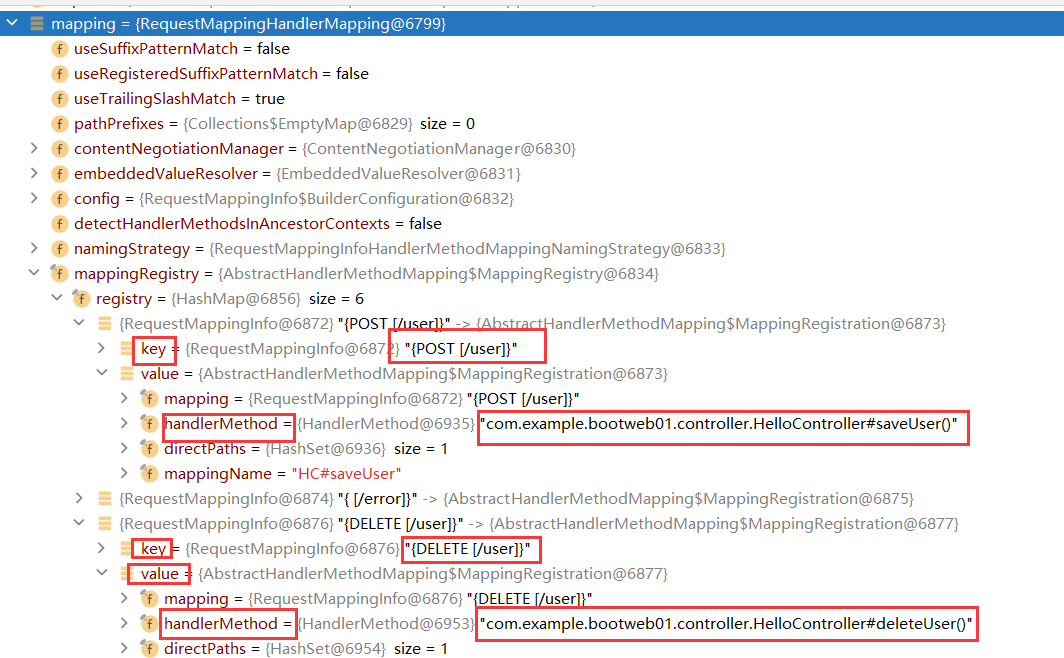 mapping = {RequestMappingHandlerMapping@6799}
f useSuffixPatternMatch = false
f useRegisteredSuffixPatternMatch = false
f useTrailingSlashMatch = true
f pathPrefixes = {Collections$EmptyMap@6829} size = 0
f contentNegotiationManager = {ContentNegotiationManager@6830}
f embeddedValueResolver = {EmbeddedValueResolver@6831}
f config = {RequestMappingInfo$BuilderConfiguration@6832}
f detectHandlerMethodsInAncestorContexts = false
f namingStrategy = {RequestMappingInfoHandlerMethodMappingNamingStrategy@6833}
f mappingRegistry = {AbstractHandlerMethodMapping$MappingRegistry@6834}
f registry = {HashMap@6856} size = 6
{RequestMappingInfo@6872} "{POST [/user]}" -> {AbstractHandlerMethodMapping$MappingRegistration@6873}
key = {RequestMappingInfo@6872} "{POST [/user]}"
value = {AbstractHandlerMethodMapping$MappingRegistration@6873}
f mapping = {RequestMappingInfo@6872} "{POST [/user]}"
f handlerMethod = {HandlerMethod@6935} "com.example.bootweb01.controller.HelloController#saveUser()"
f directPaths = {HashSet@6936} size = 1
f mappingName = "HC#saveUser"
{RequestMappingInfo@6874} "{ [/error]}" -> {AbstractHandlerMethodMapping$MappingRegistration@6875}
{RequestMappingInfo@6876} "{DELETE [/user]}" -> {AbstractHandlerMethodMapping$MappingRegistration@6877}
key = {RequestMappingInfo@6876} "{DELETE [/user]}"
value = {AbstractHandlerMethodMapping$MappingRegistration@6877}
f mapping = {RequestMappingInfo@6876} "{DELETE [/user]}"
f handlerMethod = {HandlerMethod@6953} "com.example.bootweb01.controller.HelloController#deleteUser()"
f directPaths = {HashSet@6954} size = 1